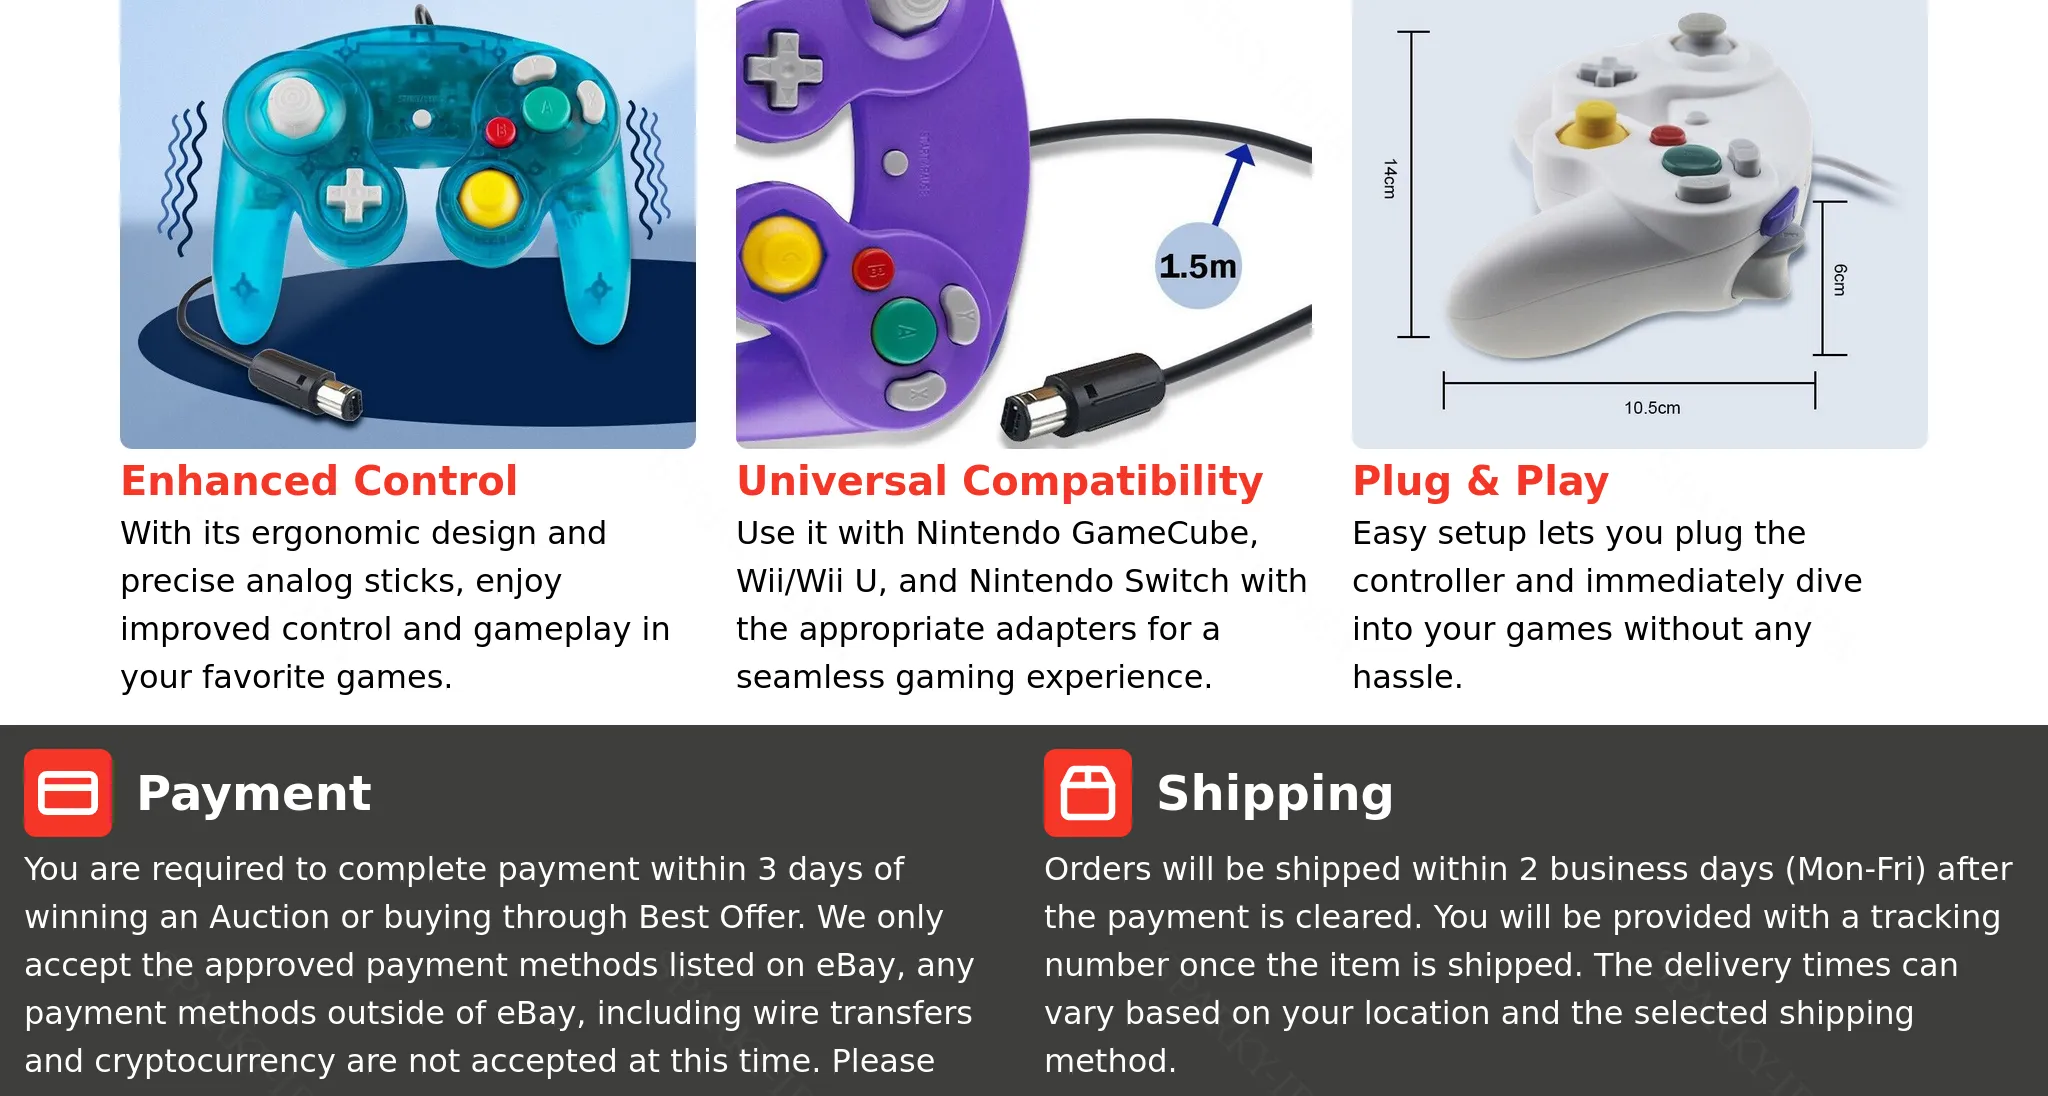 1.5m
14cm
6cm
10.5cm
Enhanced Control
With its ergonomic design and
precise analog sticks, enjoy
improved control and gameplay in
your favorite games.
Universal Compatibility
Use it with Nintendo GameCube,
Wii/Wii U, and Nintendo Switch with
the appropriate adapters for a
seamless gaming experience.
Plug & Play
Easy setup lets you plug the
controller and immediately dive
into your games without any
hassle.
Payment
You are required to complete payment within 3 days of
winning an Auction or buying through Best Offer. We only
accept the approved payment methods listed on eBay, any
payment methods outside of eBay, including wire transfers
and cryptocurrency are not accepted at this time. Please
Shipping
Orders will be shipped within 2 business days (Mon-Fri) after
the payment is cleared. You will be provided with a tracking
number once the item is shipped. The delivery times can
vary based on your location and the selected shipping
method.